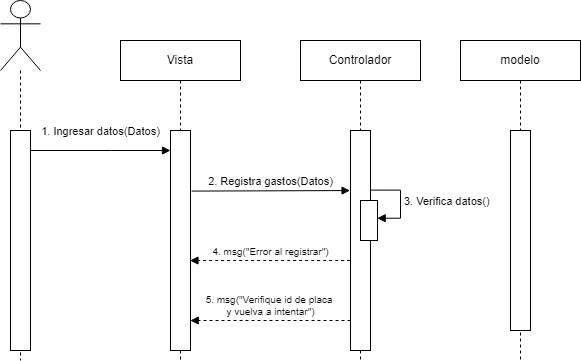 Vista
Controlador
modelo
1. Ingresar datos(Datos)
2. Registra gastos(Datos)
3. Verifica datos()
4. msg("Error al registrar")
5. msg("Verifique id de placa
y vuelva a intentar")